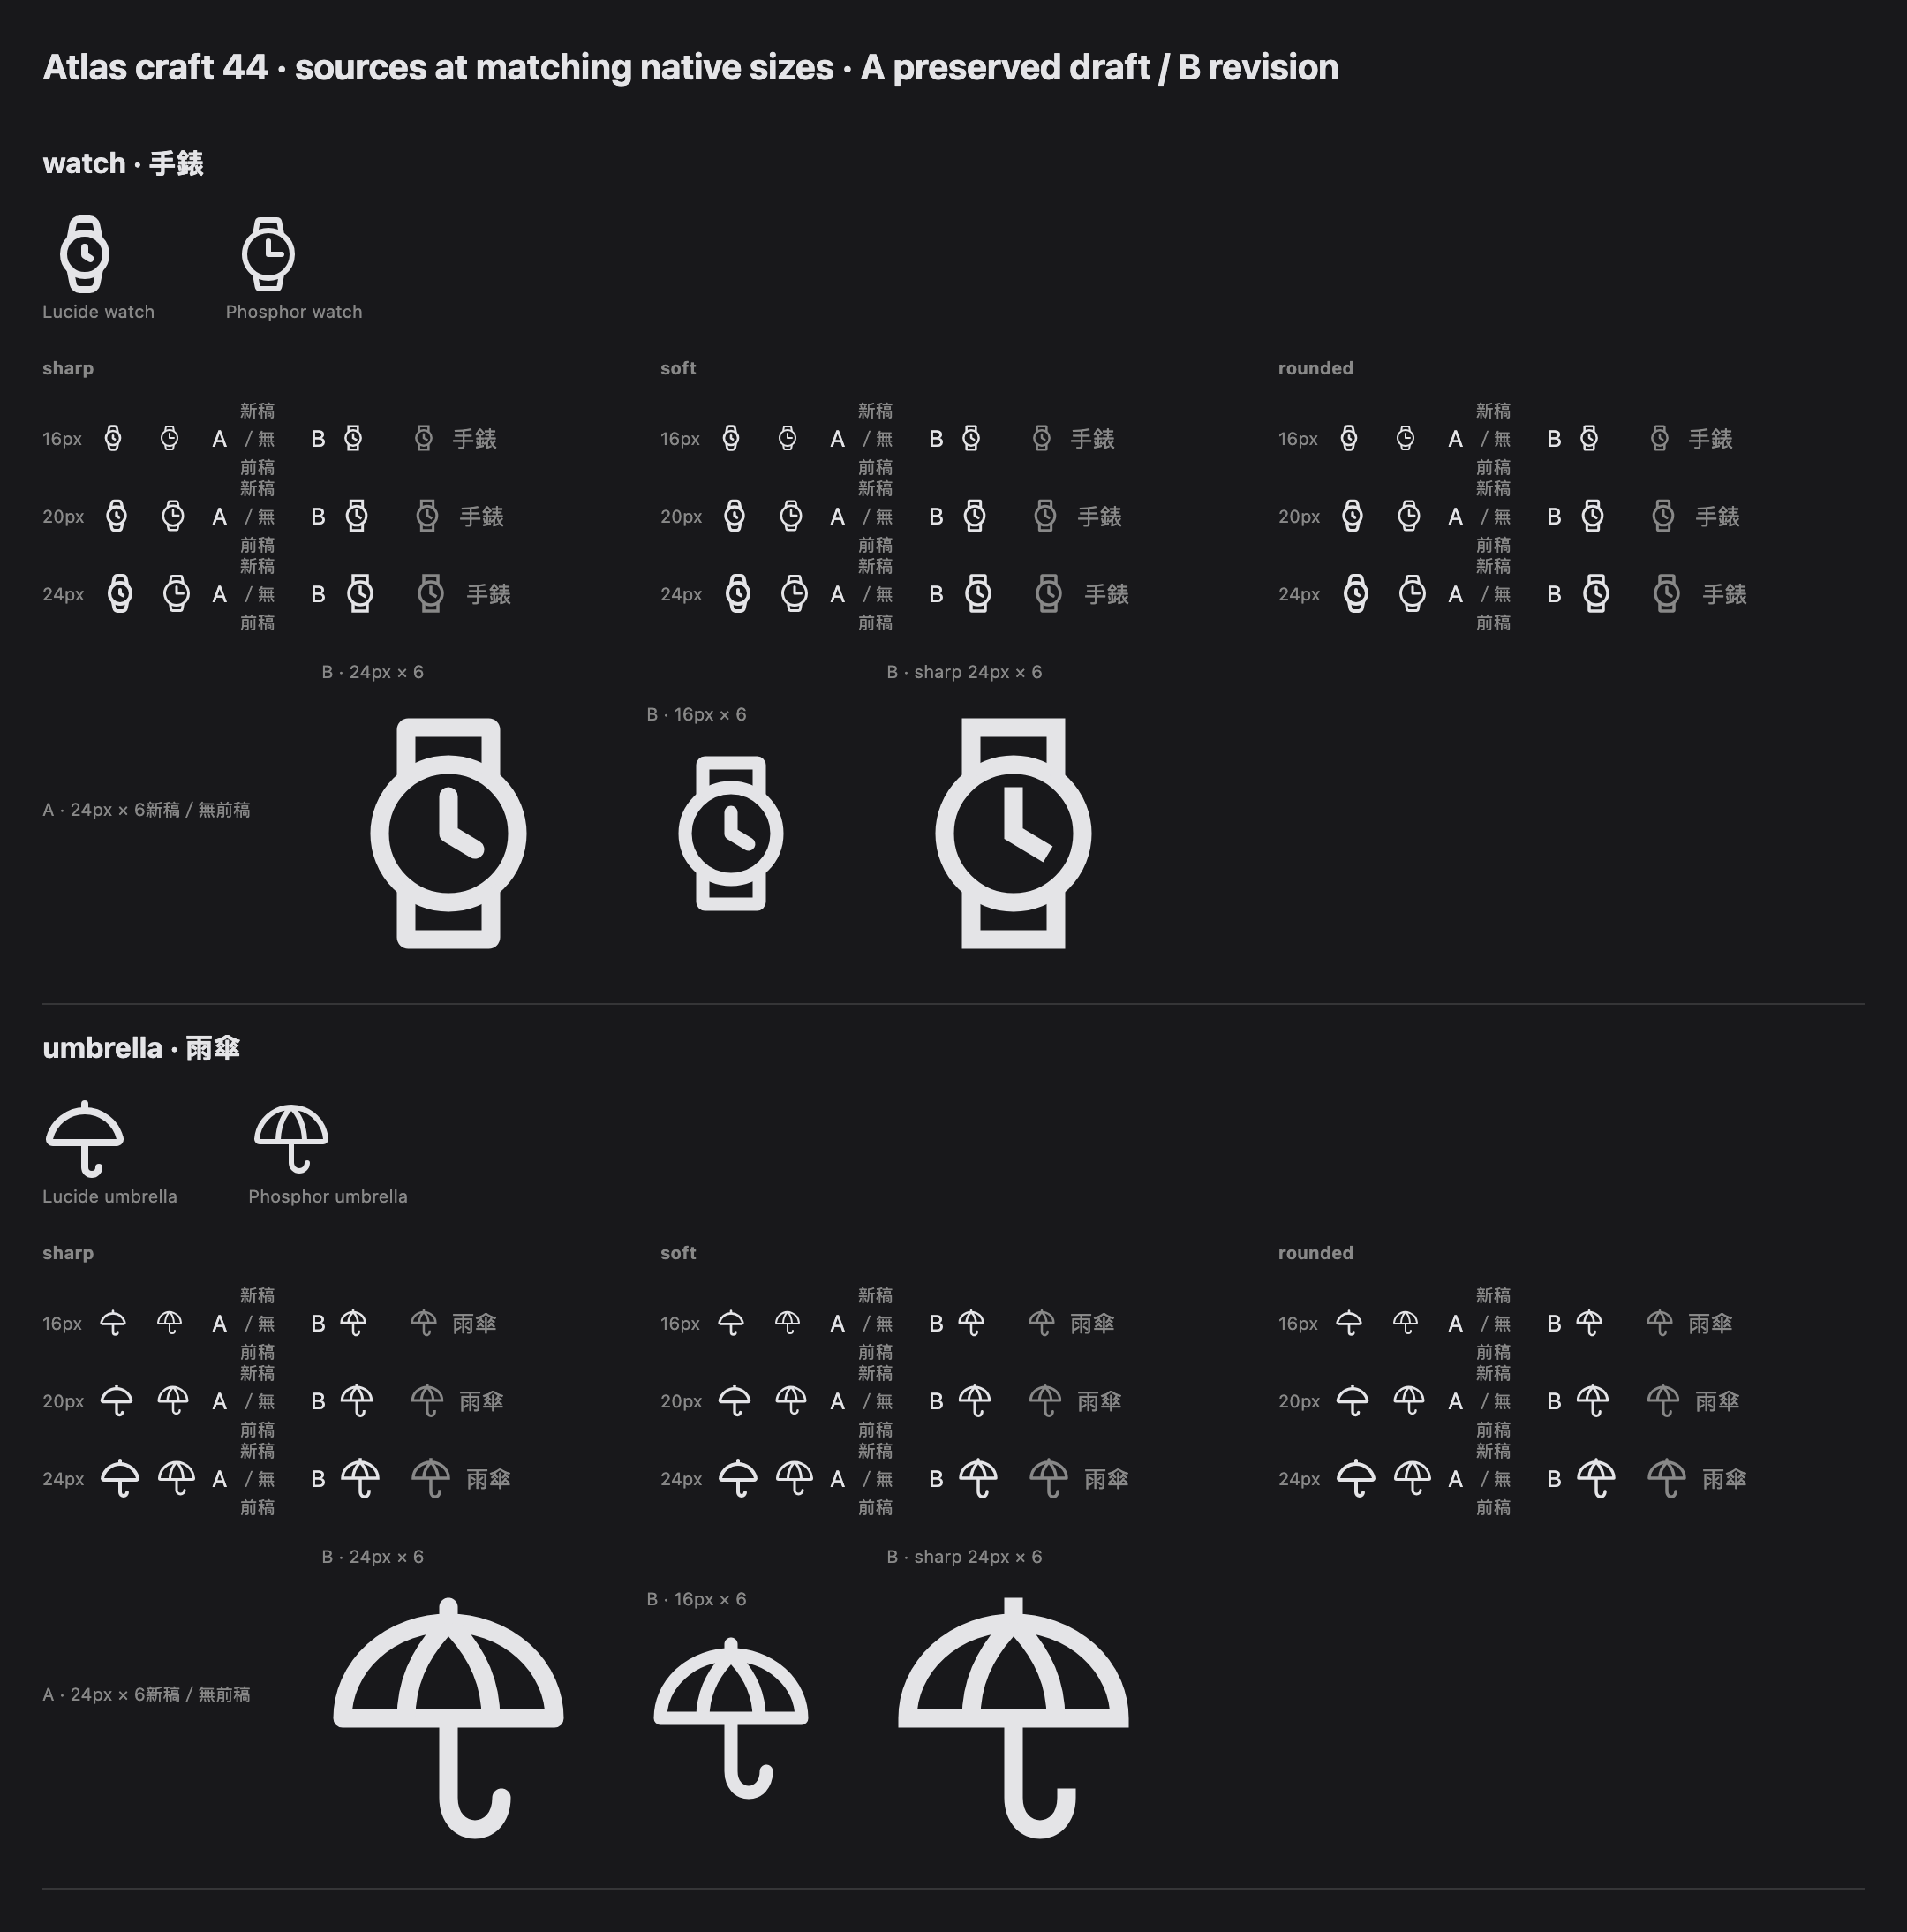 Atlas craft 44 · sources at matching native sizes · A preserved draft / B revision
watch · 手錶
Lucide watch
Phosphor watch
sharp
16px A 新稿 / 無前稿 B 手錶
20px A 新稿 / 無前稿 B 手錶
24px A 新稿 / 無前稿 B 手錶
soft
16px A 新稿 / 無前稿 B 手錶
20px A 新稿 / 無前稿 B 手錶
24px A 新稿 / 無前稿 B 手錶
rounded
16px A 新稿 / 無前稿 B 手錶
20px A 新稿 / 無前稿 B 手錶
24px A 新稿 / 無前稿 B 手錶
A · 24px × 6新稿 / 無前稿
B · 24px × 6
B · 16px × 6
B · sharp 24px × 6
umbrella · 雨傘
Lucide umbrella
Phosphor umbrella
sharp
16px A 新稿 / 無前稿 B 雨傘
20px A 新稿 / 無前稿 B 雨傘
24px A 新稿 / 無前稿 B 雨傘
soft
16px A 新稿 / 無前稿 B 雨傘
20px A 新稿 / 無前稿 B 雨傘
24px A 新稿 / 無前稿 B 雨傘
rounded
16px A 新稿 / 無前稿 B 雨傘
20px A 新稿 / 無前稿 B 雨傘
24px A 新稿 / 無前稿 B 雨傘
A · 24px × 6新稿 / 無前稿
B · 24px × 6
B · 16px × 6
B · sharp 24px × 6